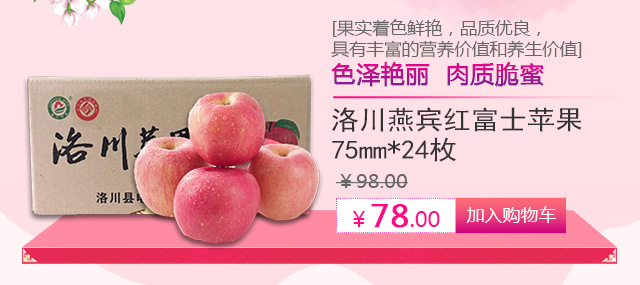 [果实着色鲜艳，品质优良，
具有丰富的营养价值和养生价值]
色泽艳丽 肉质脆蜜
洛川燕宾红富士苹果
75mm*24枚
￥98.00
￥78.00
加入购物车
洛川
洛川县